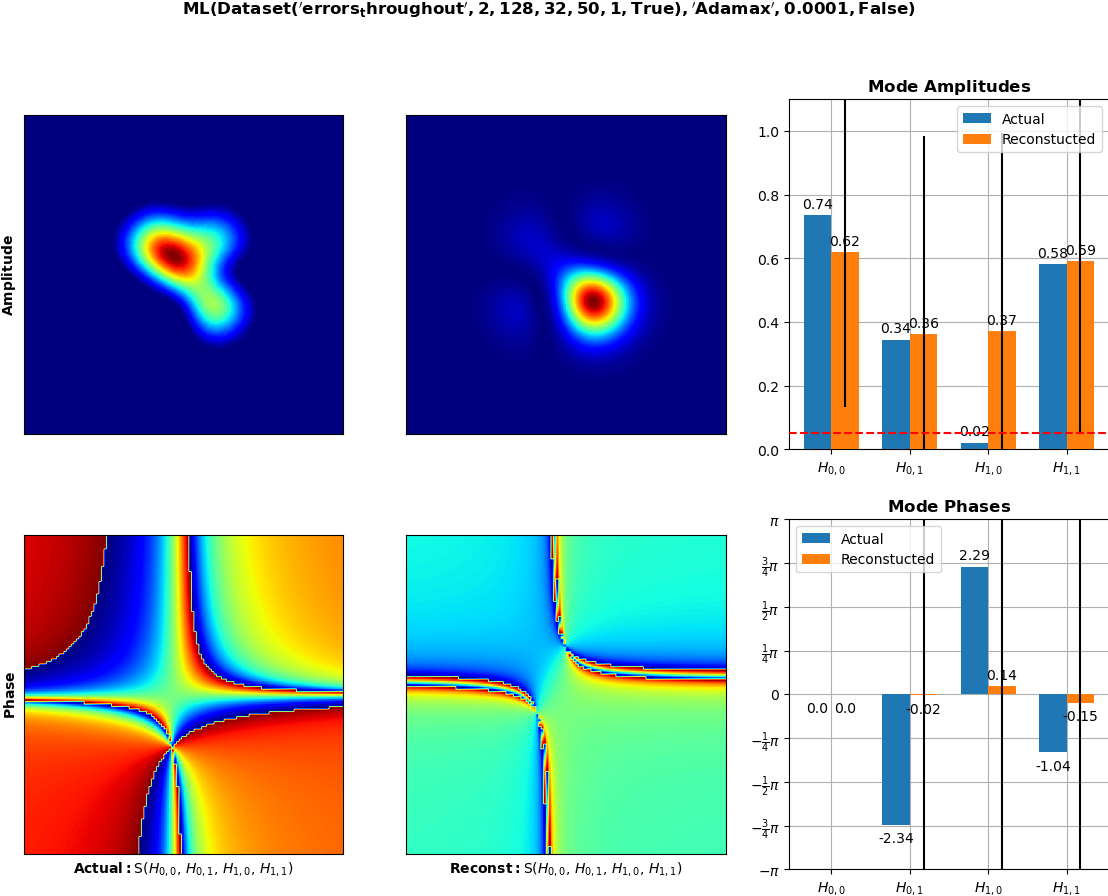 ML(Dataset('errors_throughout', 2, 128, 32, 50, 1, True), 'Adamax', 0.0001, False)
Amplitude
Mode Amplitudes
Actual
Reconstucted
1.0
0.8
0.6
0.4
0.2
0.0
0.74
0.62
0.34
0.36
0.02
0.37
0.58
0.59
H0,0
H0,1
H1,0
H1,1
Phase
Actual: S(H0,0, H0,1, H1,0, H1,1)
Reconst: S(H0,0, H0,1, H1,0, H1,1)
Mode Phases
Actual
Reconstucted
π
3/4π
1/2π
1/4π
0
−1/4π
−1/2π
−3/4π
−π
0.0
0.0
-2.34
-0.02
2.29
0.14
-1.04
-0.15
H0,0
H0,1
H1,0
H1,1